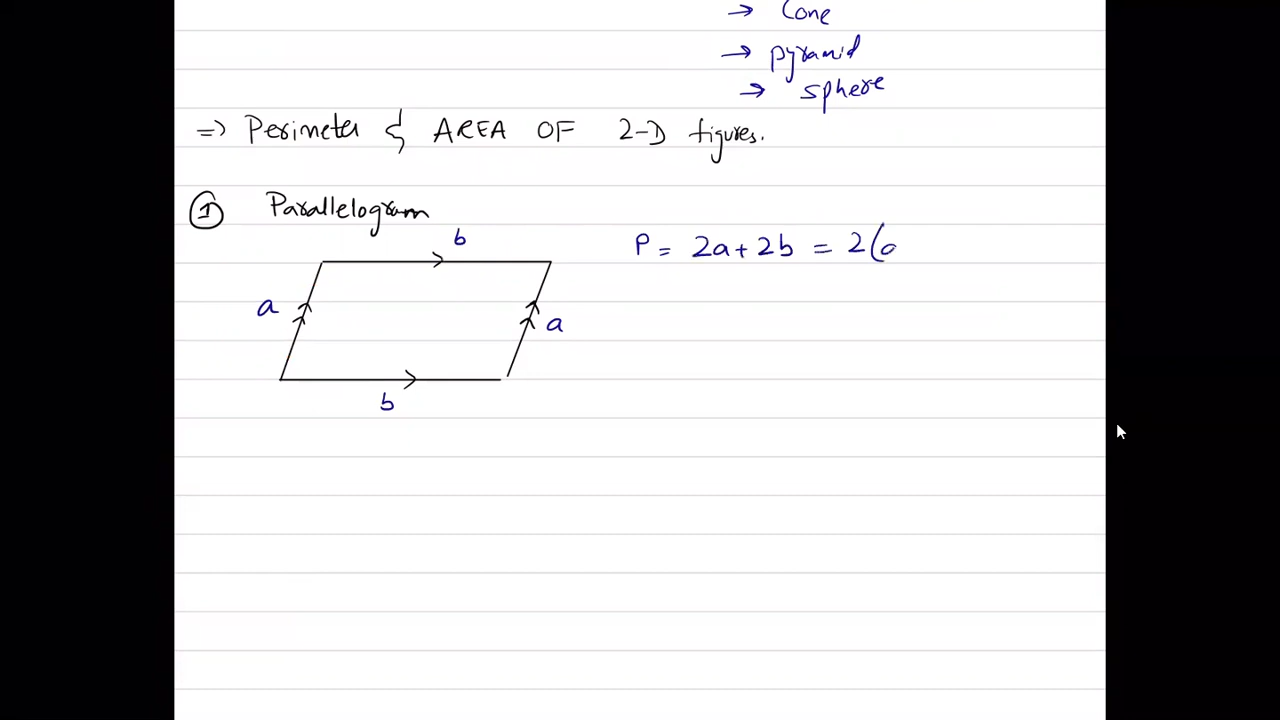 → Cone
→ pyramid
→ sphere
=> Perimeter & AREA OF 2-D figures.
① Parallelogram
b
P = 2a + 2b = 2(a
a
a
b